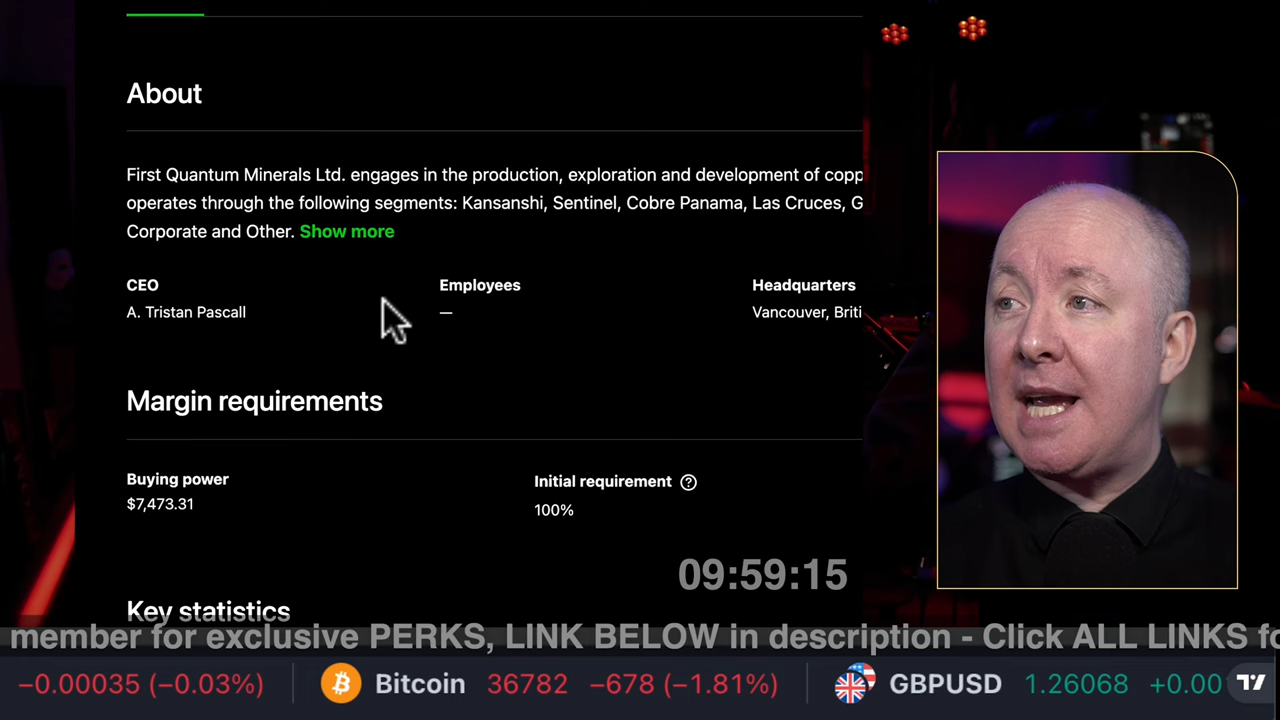 About
First Quantum Minerals Ltd. engages in the production, exploration and development of copp
operates through the following segments: Kansanshi, Sentinel, Cobre Panama, Las Cruces, G
Corporate and Other. Show more
CEO
Employees
Headquarters
A. Tristan Pascall
—
Vancouver, Briti
Margin requirements
Buying power
Initial requirement ?
$7,473.31
100%
09:59:15
Key statistics
member for exclusive PERKS, LINK BELOW in description - Click ALL LINKS fo
−0.00035 (−0.03%) Bitcoin 36782 −678 (−1.81%) GBPUSD 1.26068 +0.00